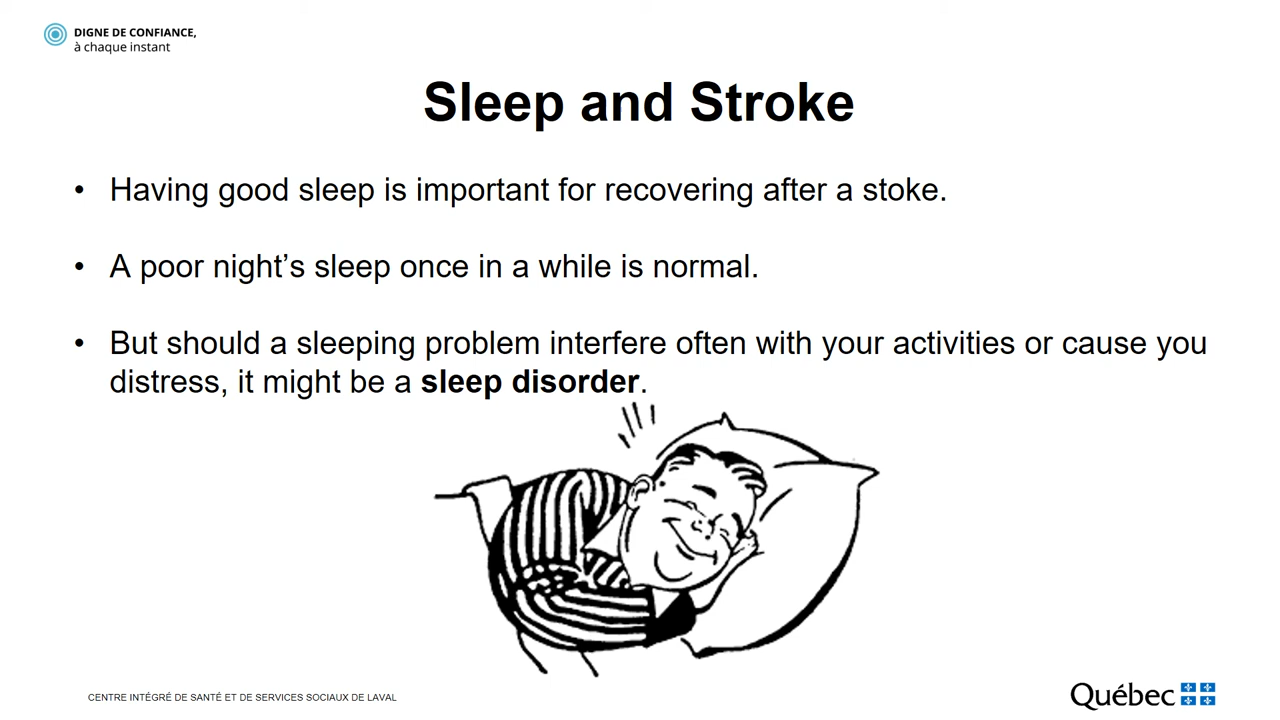 DIGNE DE CONFIANCE,
à chaque instant
Sleep and Stroke
• Having good sleep is important for recovering after a stoke.
• A poor night’s sleep once in a while is normal.
• But should a sleeping problem interfere often with your activities or cause you
distress, it might be a sleep disorder.
CENTRE INTÉGRÉ DE SANTÉ ET DE SERVICES SOCIAUX DE LAVAL
Québec